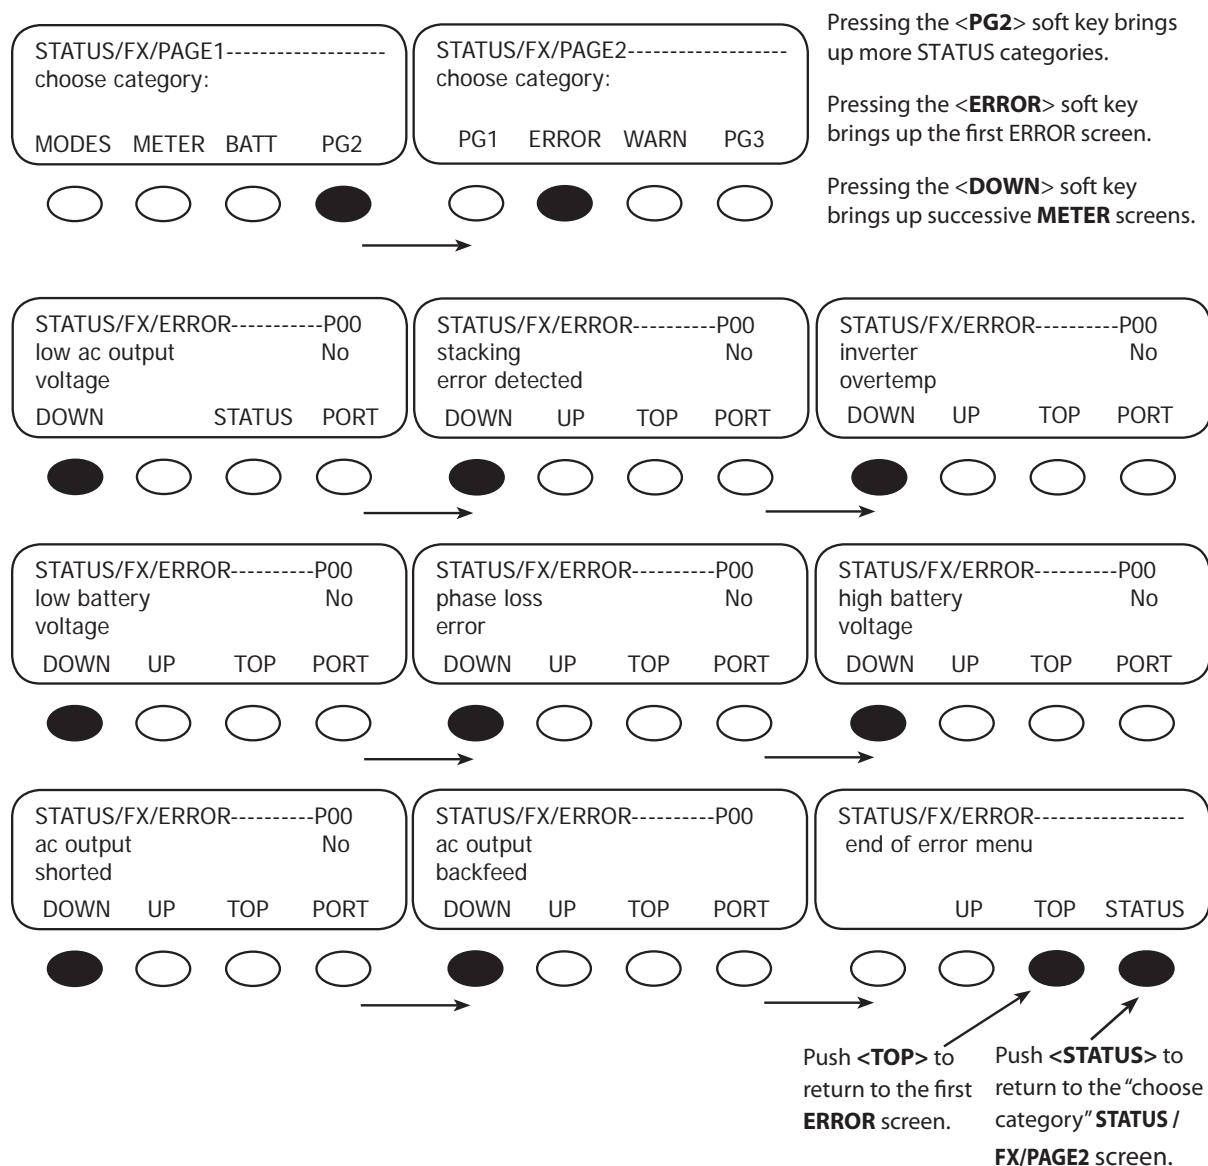 STATUS/FX/PAGE1-------------------
choose category:
MODES METER BATT PG2
STATUS/FX/PAGE2-------------------
choose category:
PG1 ERROR WARN PG3
Pressing the <PG2> soft key brings
up more STATUS categories.
Pressing the <ERROR> soft key
brings up the first ERROR screen.
Pressing the <DOWN> soft key
brings up successive METER screens.
STATUS/FX/ERROR-----------P00
low ac output No
voltage
DOWN STATUS PORT
STATUS/FX/ERROR----------P00
stacking No
error detected
DOWN UP TOP PORT
STATUS/FX/ERROR----------P00
inverter No
overtemp
DOWN UP TOP PORT
STATUS/FX/ERROR----------P00
low battery No
voltage
DOWN UP TOP PORT
STATUS/FX/ERROR----------P00
phase loss No
error
DOWN UP TOP PORT
STATUS/FX/ERROR----------P00
high battery No
voltage
DOWN UP TOP PORT
STATUS/FX/ERROR----------P00
ac output No
shorted
DOWN UP TOP PORT
STATUS/FX/ERROR----------P00
ac output
backfeed
DOWN UP TOP PORT
STATUS/FX/ERROR------------------
end of error menu
UP TOP STATUS
Push <TOP> to
return to the first
ERROR screen.
Push <STATUS> to
return to the “choose
category” STATUS /
FX/PAGE2 screen.